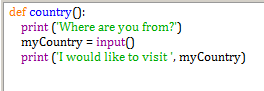 def country():
print ('Where are you from?')
myCountry = input()
print ('I would like to visit ', myCountry)